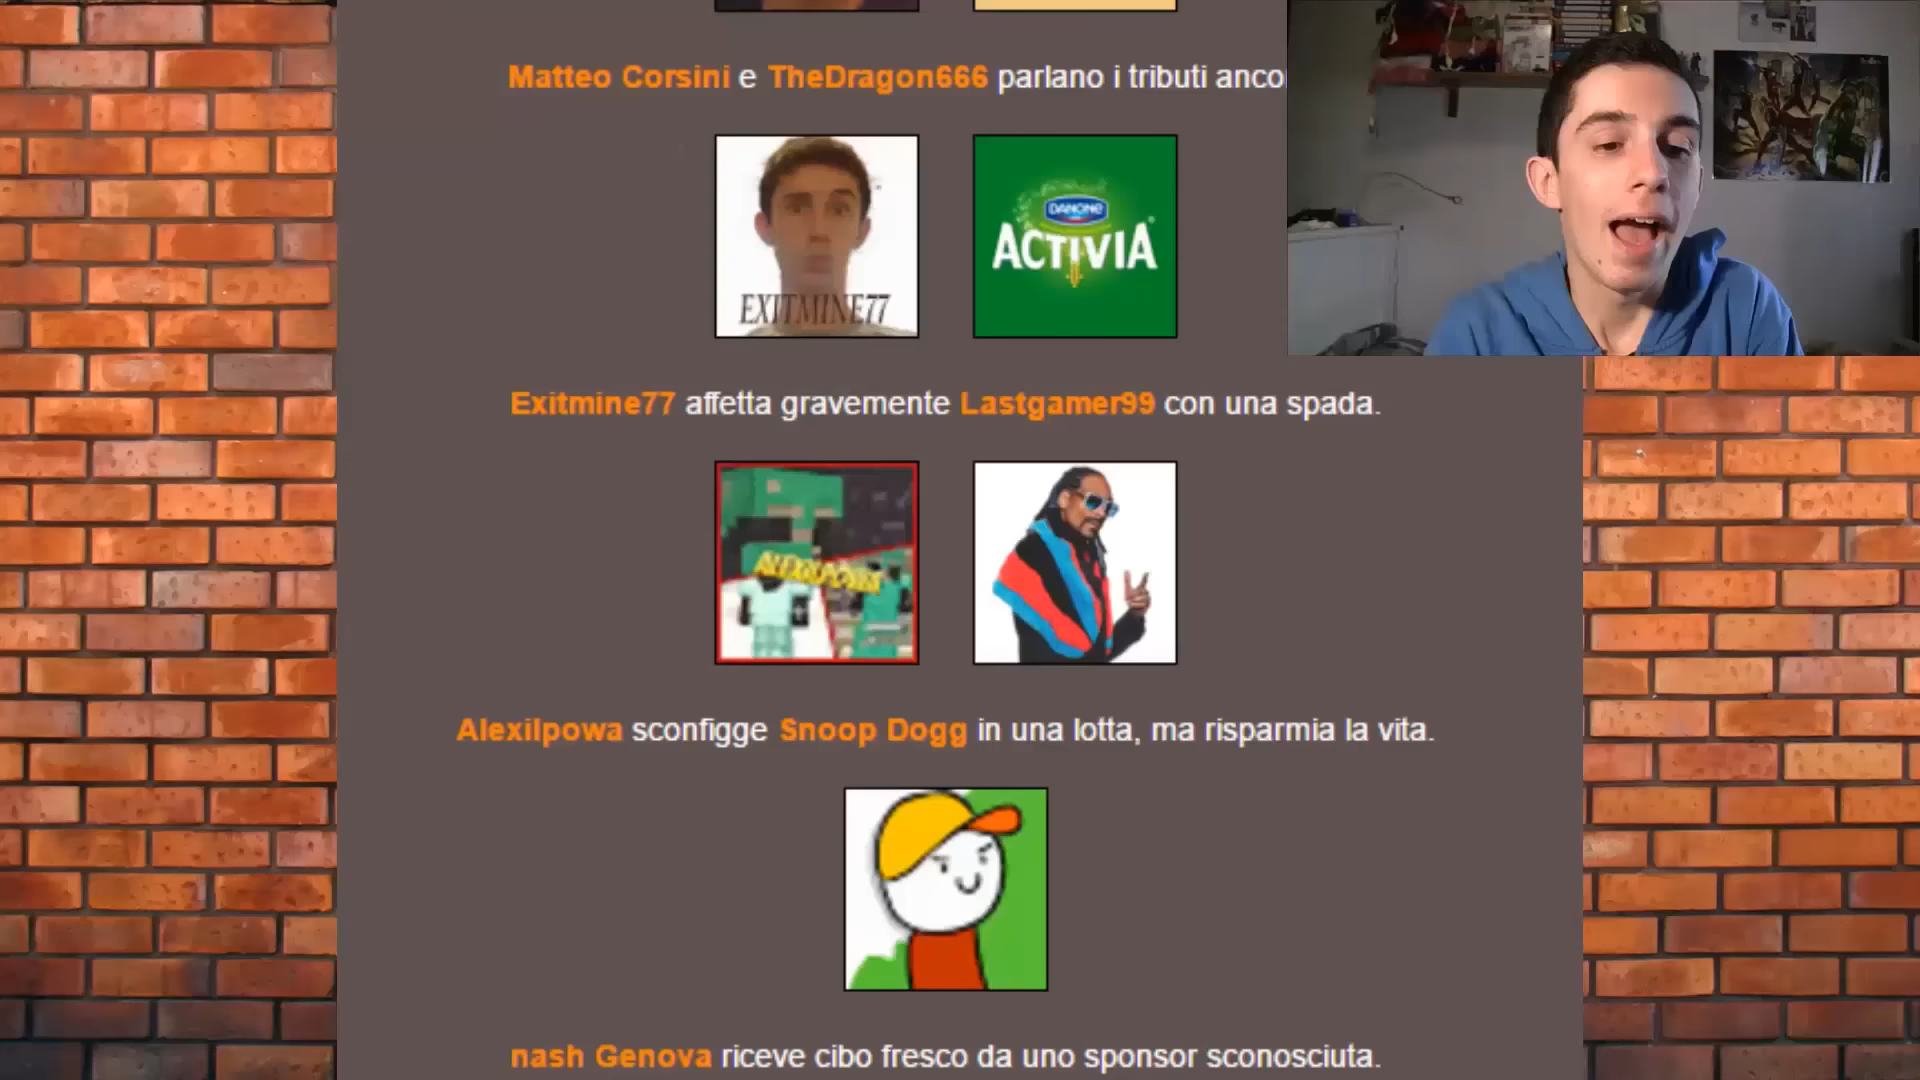 Matteo Corsini e TheDragon666 parlano i tributi anco
EXITMINE77
DANONE
ACTIVIA
Exitmine77 affetta gravemente Lastgamer99 con una spada.
ALEXILPOWA
Alexilpowa sconfigge Snoop Dogg in una lotta, ma risparmia la vita.
nash Genova riceve cibo fresco da uno sponsor sconosciuta.